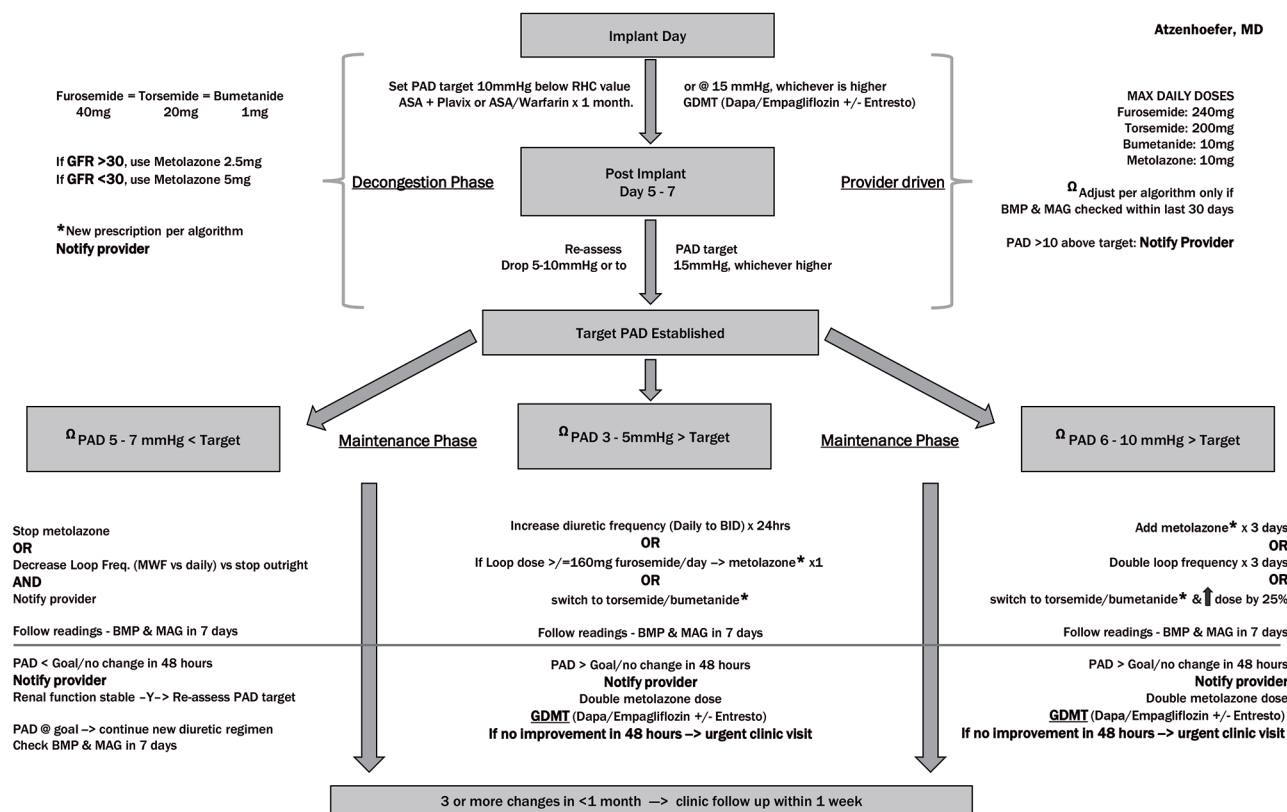 Implant Day
Atzenhoefer, MD
Set PAD target 10mmHg below RHC value
ASA + Plavix or ASA/Warfarin x 1 month.
or @ 15 mmHg, whichever is higher
GDMT (Dapa/Empagliflozin +/- Entresto)
Furosemide = Torsemide = Bumetanide
40mg 20mg 1mg
If GFR >30, use Metolazone 2.5mg
If GFR <30, use Metolazone 5mg
*New prescription per algorithm
Notify provider
Decongestion Phase
Post Implant
Day 5 - 7
Provider driven
MAX DAILY DOSES
Furosemide: 240mg
Torsemide: 200mg
Bumetanide: 10mg
Metolazone: 10mg
Ω Adjust per algorithm only if
BMP & MAG checked within last 30 days
PAD >10 above target: Notify Provider
Re-assess
Drop 5-10mmHg or to
PAD target
15mmHg, whichever higher
Target PAD Established
Ω PAD 5 - 7 mmHg < Target
Maintenance Phase
Ω PAD 3 - 5mmHg > Target
Maintenance Phase
Ω PAD 6 - 10 mmHg > Target
Stop metolazone
OR
Decrease Loop Freq. (MWF vs daily) vs stop outright
AND
Notify provider
Follow readings - BMP & MAG in 7 days
Increase diuretic frequency (Daily to BID) x 24hrs
OR
If Loop dose >/=160mg furosemide/day –> metolazone* x1
OR
switch to torsemide/bumetanide*
Follow readings - BMP & MAG in 7 days
Add metolazone* x 3 days
OR
Double loop frequency x 3 days
OR
switch to torsemide/bumetanide* & ⬆ dose by 25%
Follow readings - BMP & MAG in 7 days
PAD < Goal/no change in 48 hours
Notify provider
Renal function stable –Y–> Re-assess PAD target
PAD @ goal –> continue new diuretic regimen
Check BMP & MAG in 7 days
PAD > Goal/no change in 48 hours
Notify provider
Double metolazone dose
GDMT (Dapa/Empagliflozin +/- Entresto)
If no improvement in 48 hours –> urgent clinic visit
PAD > Goal/no change in 48 hours
Notify provider
Double metolazone dose
GDMT (Dapa/Empagliflozin +/- Entresto)
If no improvement in 48 hours –> urgent clinic visit
3 or more changes in <1 month —> clinic follow up within 1 week